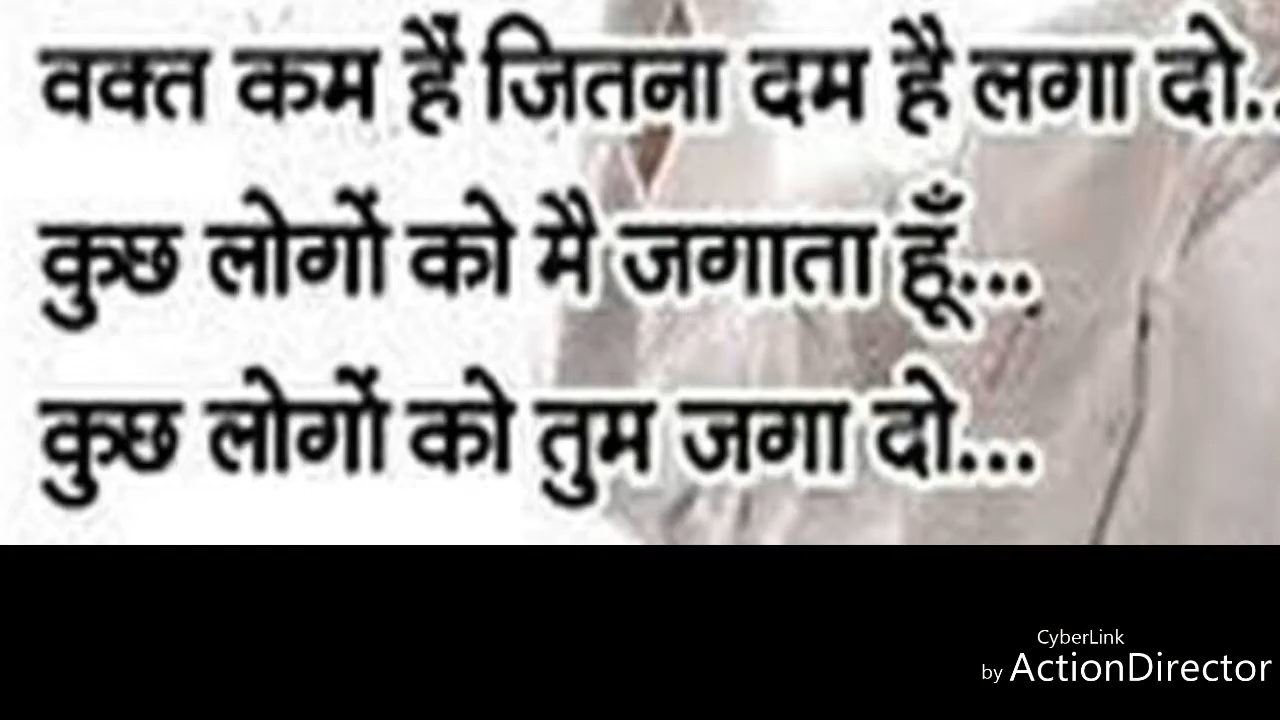 वक्त कम हैं जितना दम है लगा दो..
कुछ लोगों को मै जगाता हूँ...
कुछ लोगों को तुम जगा दो...
CyberLink
by ActionDirector